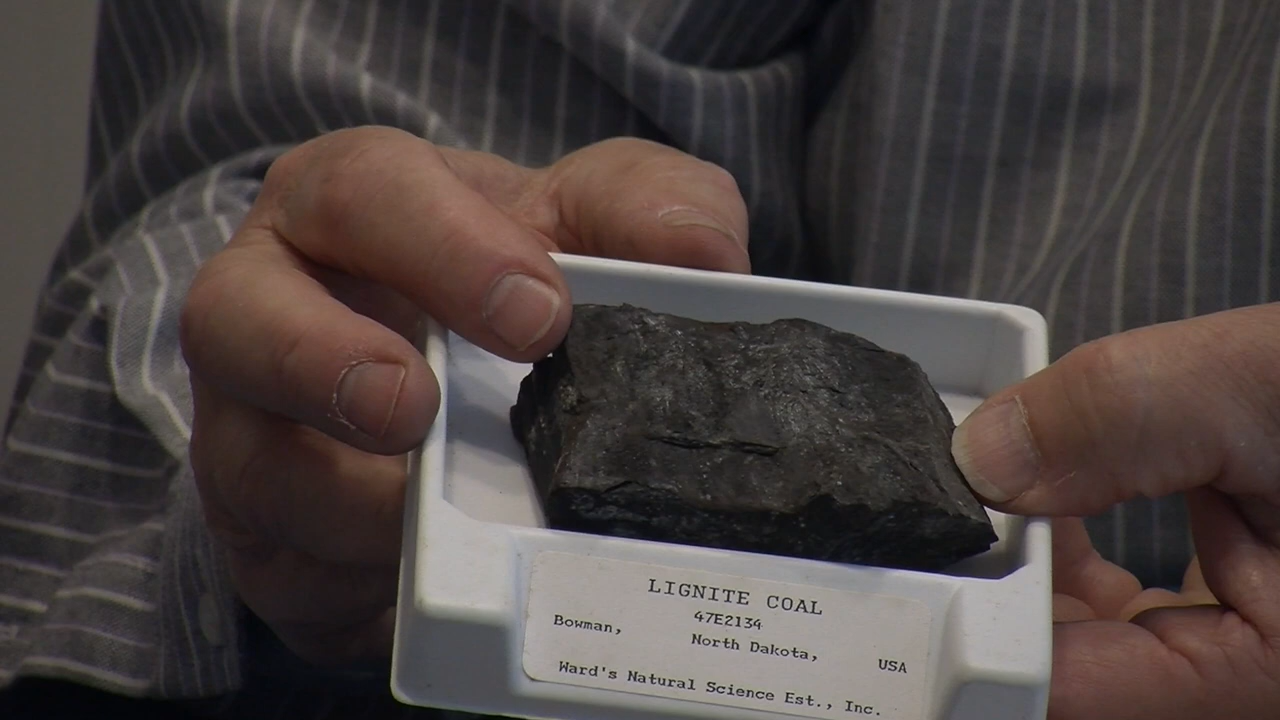 LIGNITE COAL
47E2134
Bowman, North Dakota, USA
Ward's Natural Science Est., Inc.